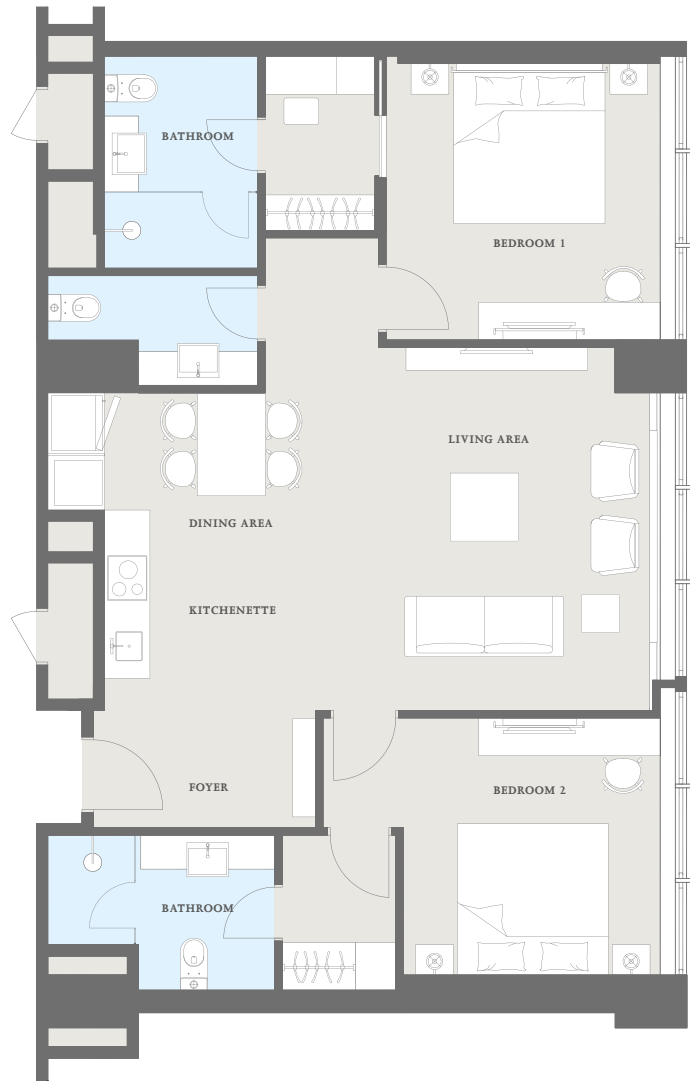 BATHROOM
BEDROOM 1
LIVING AREA
DINING AREA
KITCHENETTE
FOYER
BEDROOM 2
BATHROOM